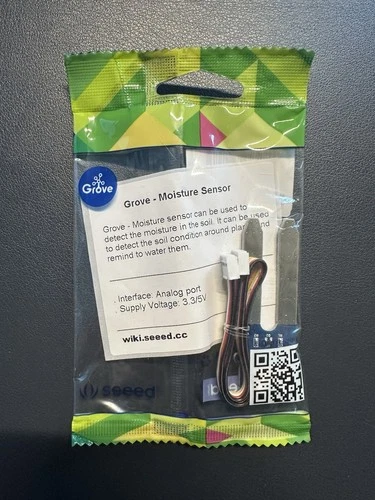 Grove
Grove - Moisture Sensor
Grove - Moisture sensor can be used to
detect the moisture in the soil. It can be used
to detect the soil condition around and
remind to water them.
Interface: Analog port
Supply Voltage: 3.3/5V
wiki.seeed.cc
seeed